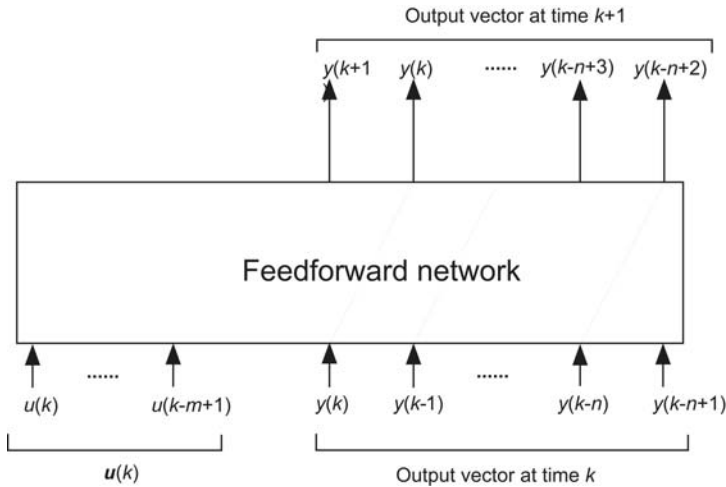 Output vector at time k+1
y(k+1) y(k) ...... y(k-n+3) y(k-n+2)
Feedforward network
...... ......
u(k) u(k-m+1) y(k) y(k-1) y(k-n) y(k-n+1)
u(k) Output vector at time k